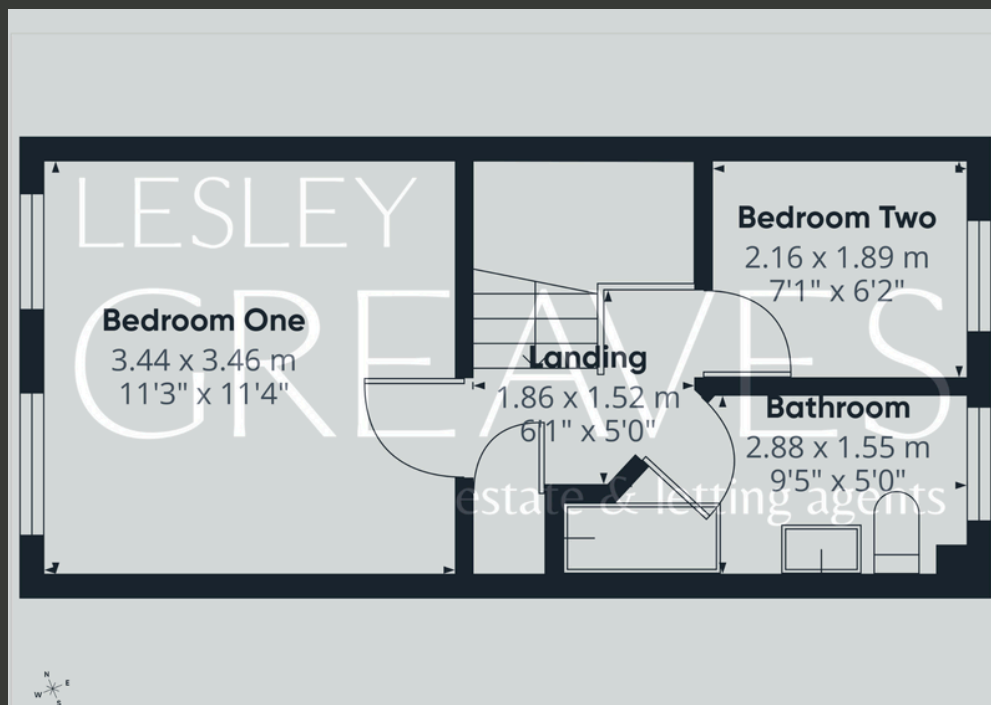 LESLEY
GREAVES
estate & letting agents
Bedroom One
3.44 x 3.46 m
11'3" x 11'4"
Landing
1.86 x 1.52 m
6'1" x 5'0"
Bedroom Two
2.16 x 1.89 m
7'1" x 6'2"
Bathroom
2.88 x 1.55 m
9'5" x 5'0"
N
W E
S